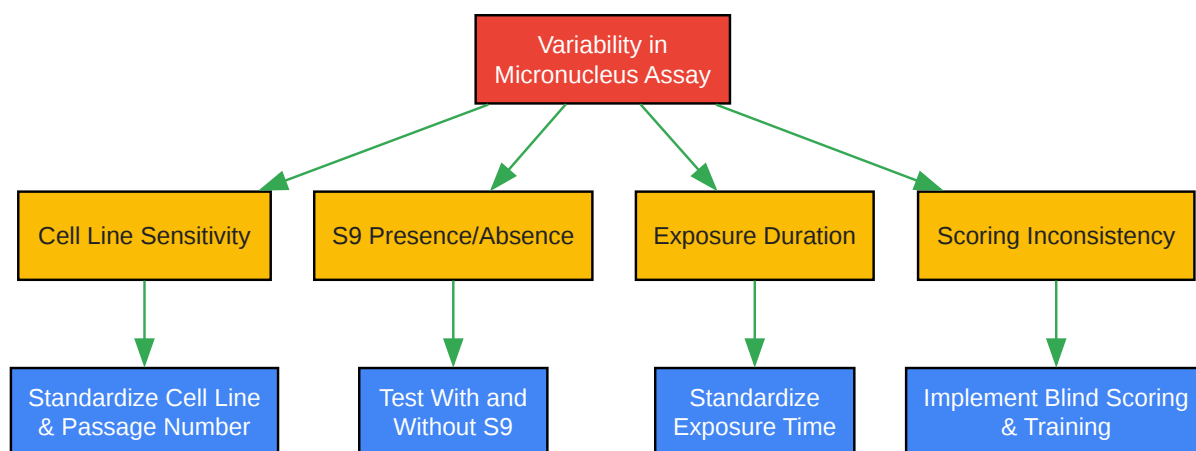 Variability in
Micronucleus Assay
Cell Line Sensitivity
S9 Presence/Absence
Exposure Duration
Scoring Inconsistency
Standardize Cell Line
& Passage Number
Test With and
Without S9
Standardize
Exposure Time
Implement Blind Scoring
& Training